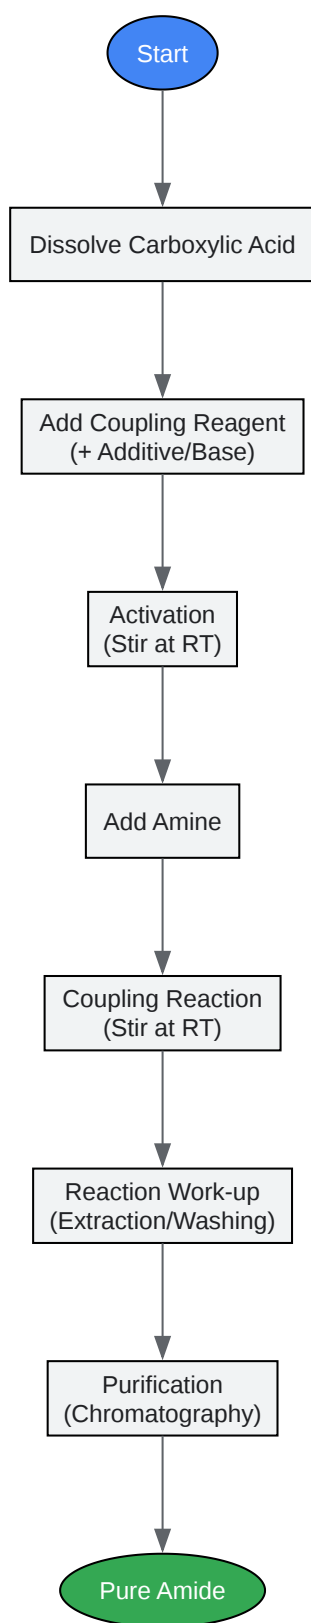 Start
Dissolve Carboxylic Acid
Add Coupling Reagent
(+ Additive/Base)
Activation
(Stir at RT)
Add Amine
Coupling Reaction
(Stir at RT)
Reaction Work-up
(Extraction/Washing)
Purification
(Chromatography)
Pure Amide